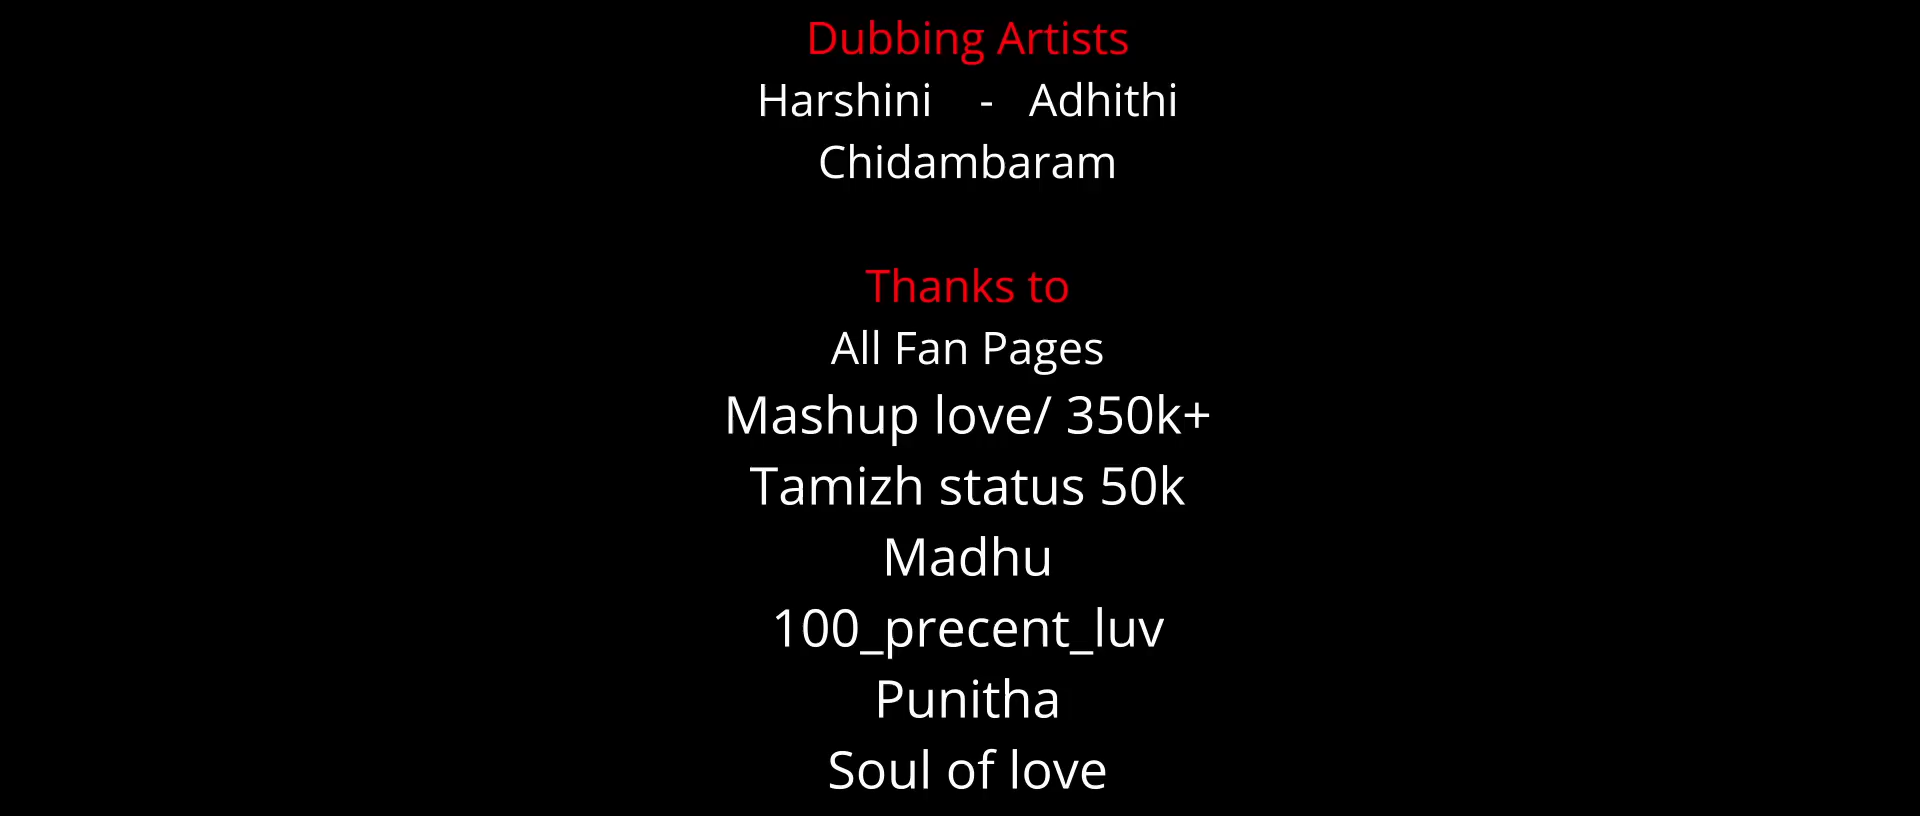 Dubbing Artists
Harshini - Adhithi
Chidambaram
Thanks to
All Fan Pages
Mashup love/ 350k+
Tamizh status 50k
Madhu
100_precent_luv
Punitha
Soul of love